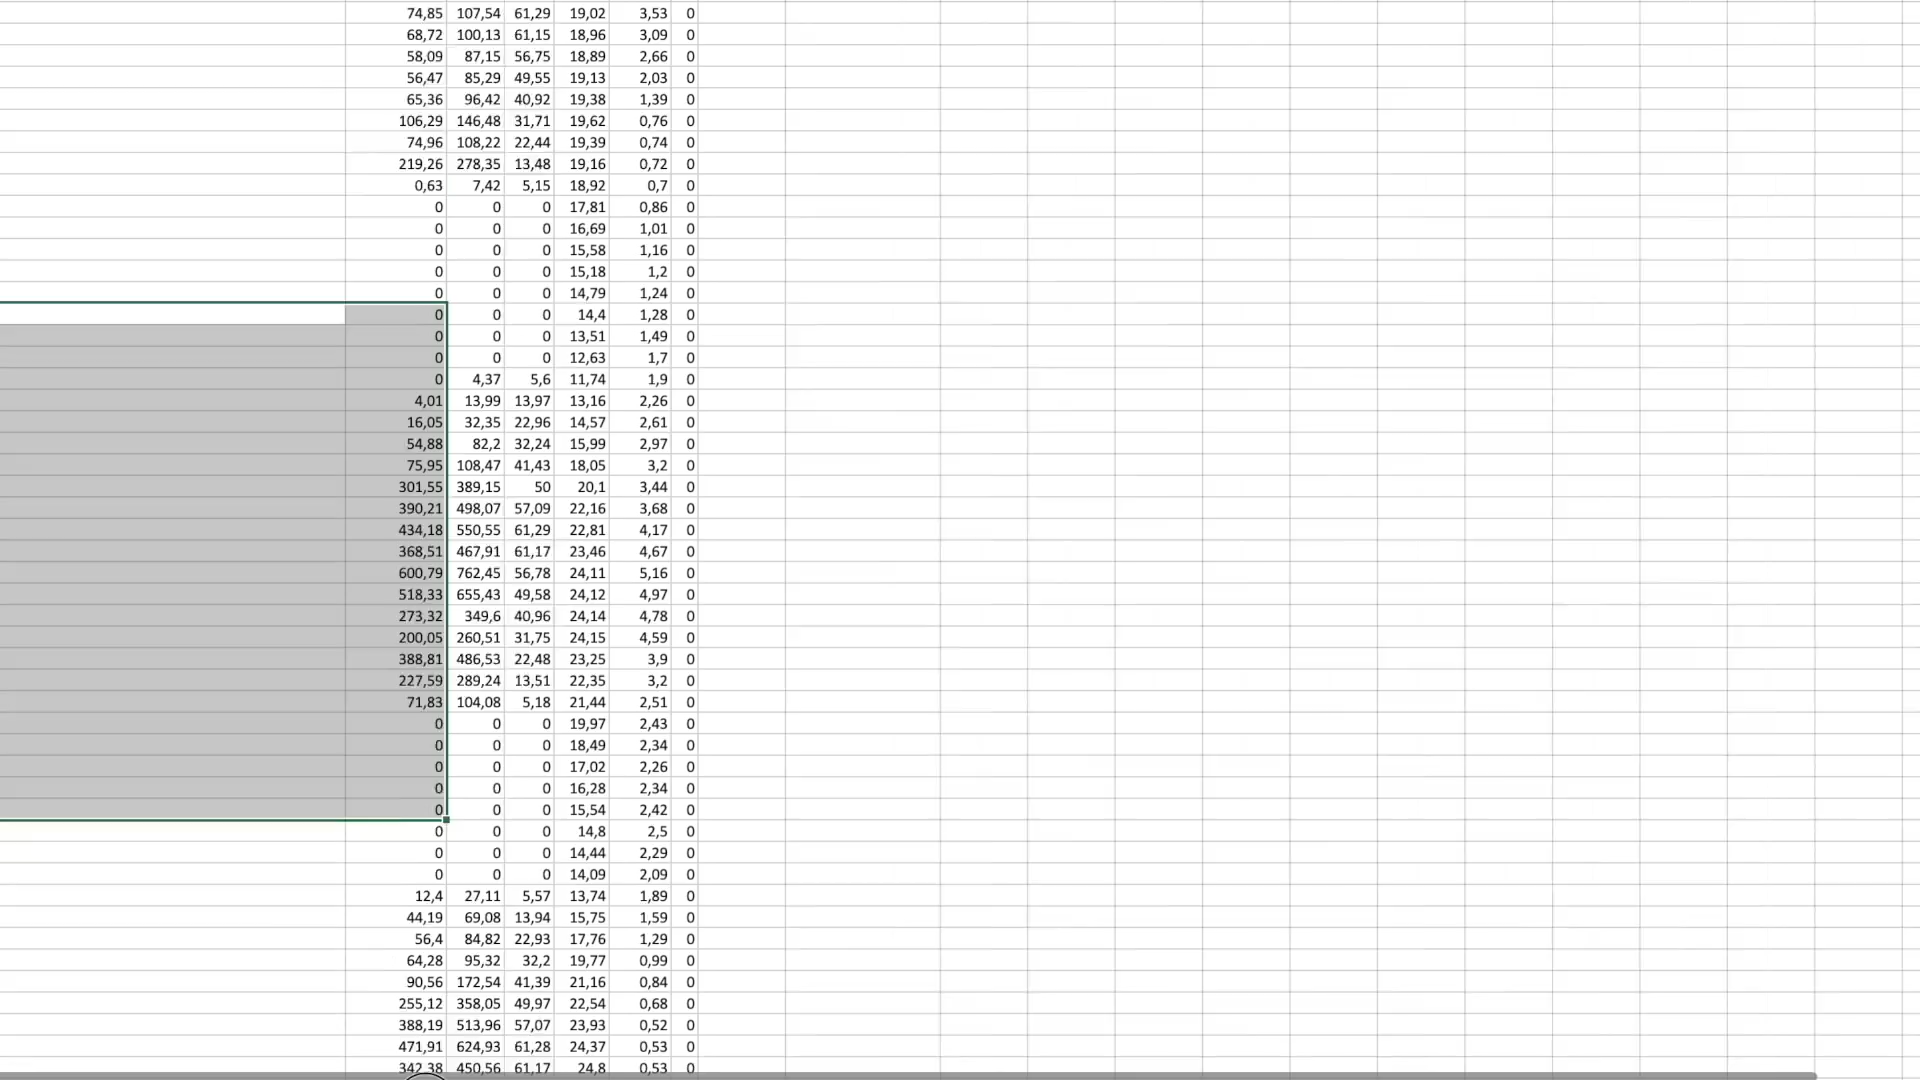 74,85 107,54 61,29 19,02 3,53 0
68,72 100,13 61,15 18,96 3,09 0
58,09 87,15 56,75 18,89 2,66 0
56,47 85,29 49,55 19,13 2,03 0
65,36 96,42 40,92 19,38 1,39 0
106,29 146,48 31,71 19,62 0,76 0
74,96 108,22 22,44 19,39 0,74 0
219,26 278,35 13,48 19,16 0,72 0
0,63 7,42 5,15 18,92 0,7 0
0 0 0 17,81 0,86 0
0 0 0 16,69 1,01 0
0 0 0 15,58 1,16 0
0 0 0 15,18 1,2 0
0 0 0 14,79 1,24 0
0 0 0 14,4 1,28 0
0 0 0 13,51 1,49 0
0 0 0 12,63 1,7 0
0 4,37 5,6 11,74 1,9 0
4,01 13,99 13,97 13,16 2,26 0
16,05 32,35 22,96 14,57 2,61 0
54,88 82,2 32,24 15,99 2,97 0
75,95 108,47 41,43 18,05 3,2 0
301,55 389,15 50 20,1 3,44 0
390,21 498,07 57,09 22,16 3,68 0
434,18 550,55 61,29 22,81 4,17 0
368,51 467,91 61,17 23,46 4,67 0
600,79 762,45 56,78 24,11 5,16 0
518,33 655,43 49,58 24,12 4,97 0
273,32 349,6 40,96 24,14 4,78 0
200,05 260,51 31,75 24,15 4,59 0
388,81 486,53 22,48 23,25 3,9 0
227,59 289,24 13,51 22,35 3,2 0
71,83 104,08 5,18 21,44 2,51 0
0 0 0 19,97 2,43 0
0 0 0 18,49 2,34 0
0 0 0 17,02 2,26 0
0 0 0 16,28 2,34 0
0 0 0 15,54 2,42 0
0 0 0 14,8 2,5 0
0 0 0 14,44 2,29 0
0 0 0 14,09 2,09 0
12,4 27,11 5,57 13,74 1,89 0
44,19 69,08 13,94 15,75 1,59 0
56,4 84,82 22,93 17,76 1,29 0
64,28 95,32 32,2 19,77 0,99 0
90,56 172,54 41,39 21,16 0,84 0
255,12 358,05 49,97 22,54 0,68 0
388,19 513,96 57,07 23,93 0,52 0
471,91 624,93 61,28 24,37 0,53 0
342,38 450,56 61,17 24,8 0,53 0